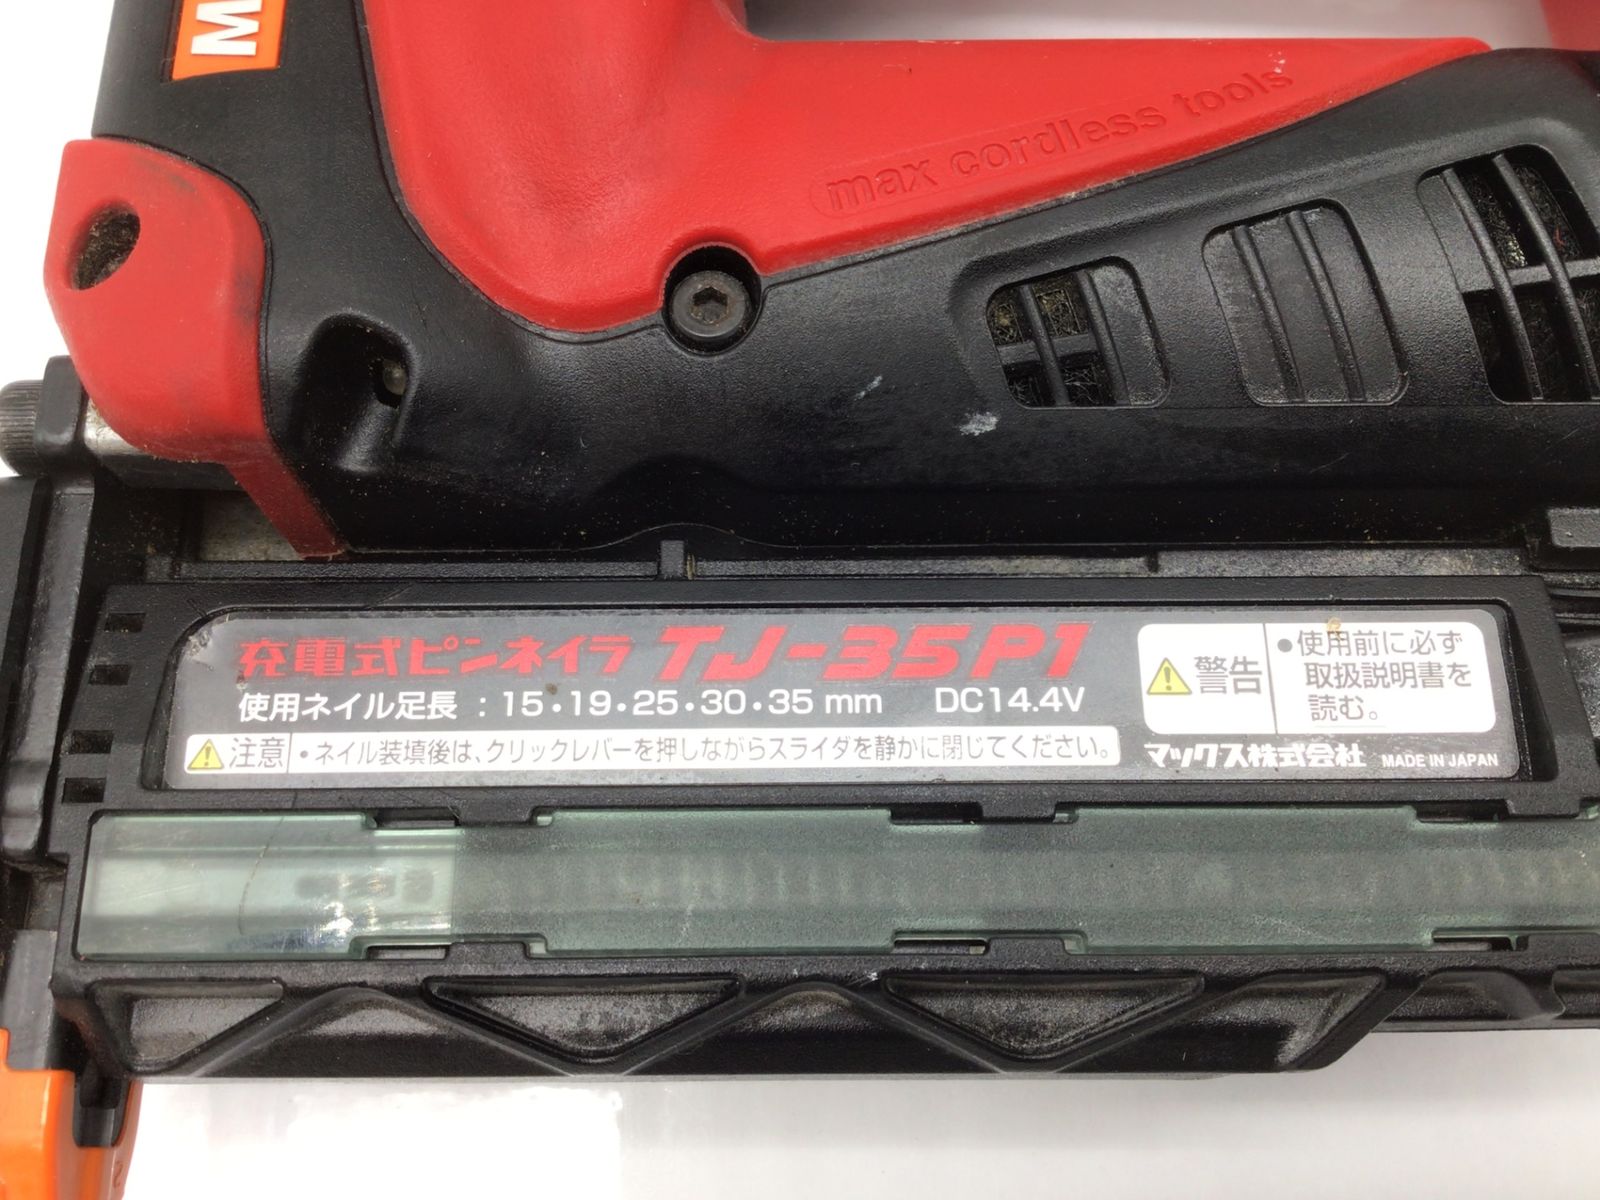 M
max cordless tools
充電式ピンネイラ TJ-35P1
使用ネイル足長 : 15・19・25・30・35 mm DC14.4V
注意 ・ネイル装填後は、クリックレバーを押しながらスライダを静かに閉じてください。
警告
●使用前に必ず
取扱説明書を
読む。
マックス株式会社 MADE IN JAPAN